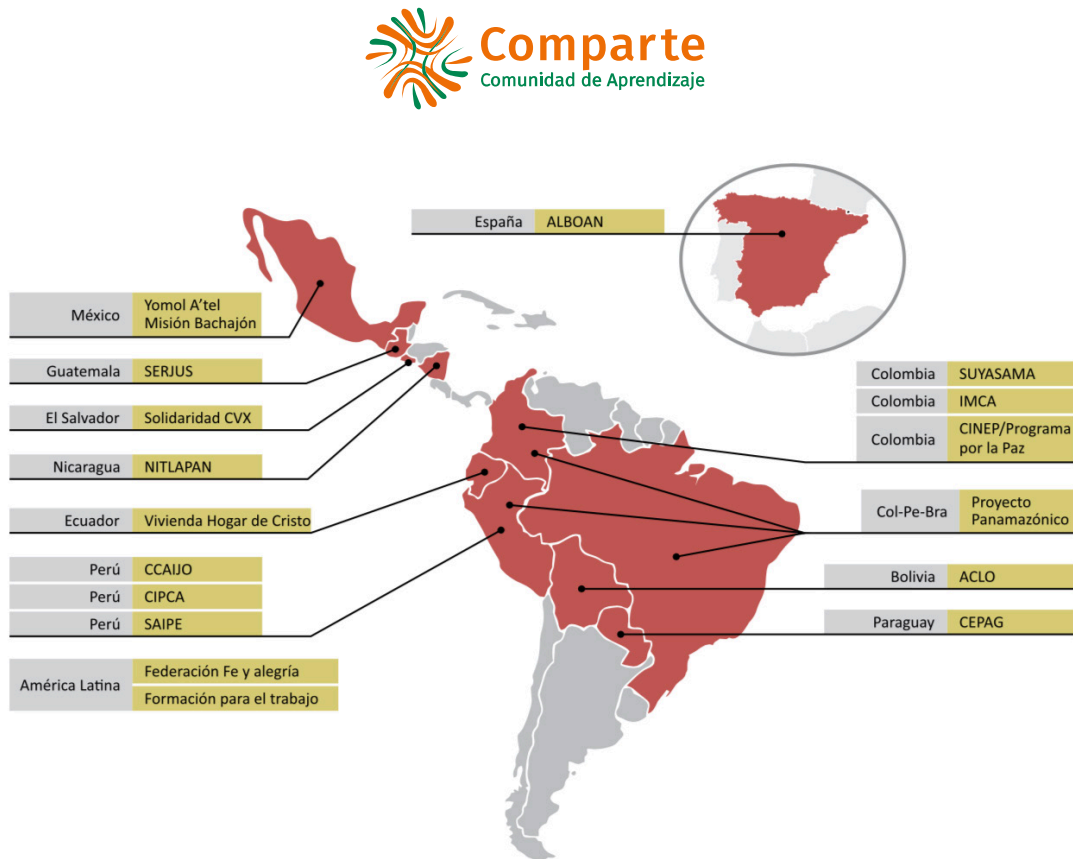 Comparte
Comunidad de Aprendizaje
España ALBOAN
México Yomol A’tel
Misión Bachajón
Guatemala SERJUS
El Salvador Solidaridad CVX
Nicaragua NITLAPAN
Ecuador Vivienda Hogar de Cristo
Perú CCAIJO
Perú CIPCA
Perú SAIPE
América Latina Federación Fe y alegría
Formación para el trabajo
Colombia SUYASAMA
Colombia IMCA
Colombia CINEP/Programa
por la Paz
Col-Pe-Bra Proyecto
Panamazónico
Bolivia ACLO
Paraguay CEPAG